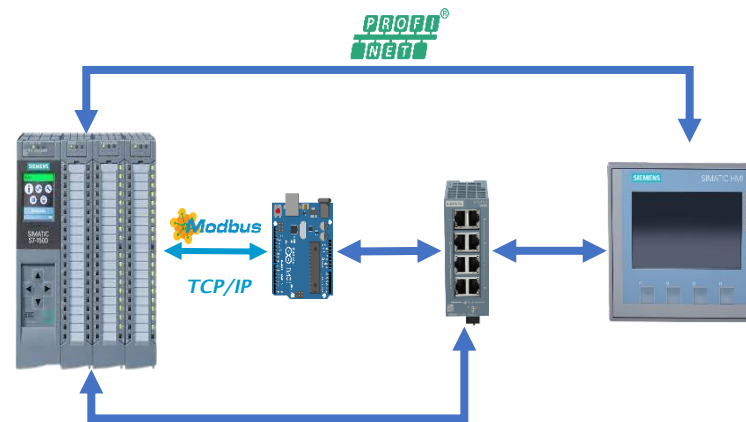 PROFI®
NET
SIEMENS
SIMATIC
S7-1500
Modbus
TCP/IP
SIEMENS
SIMATIC HMI